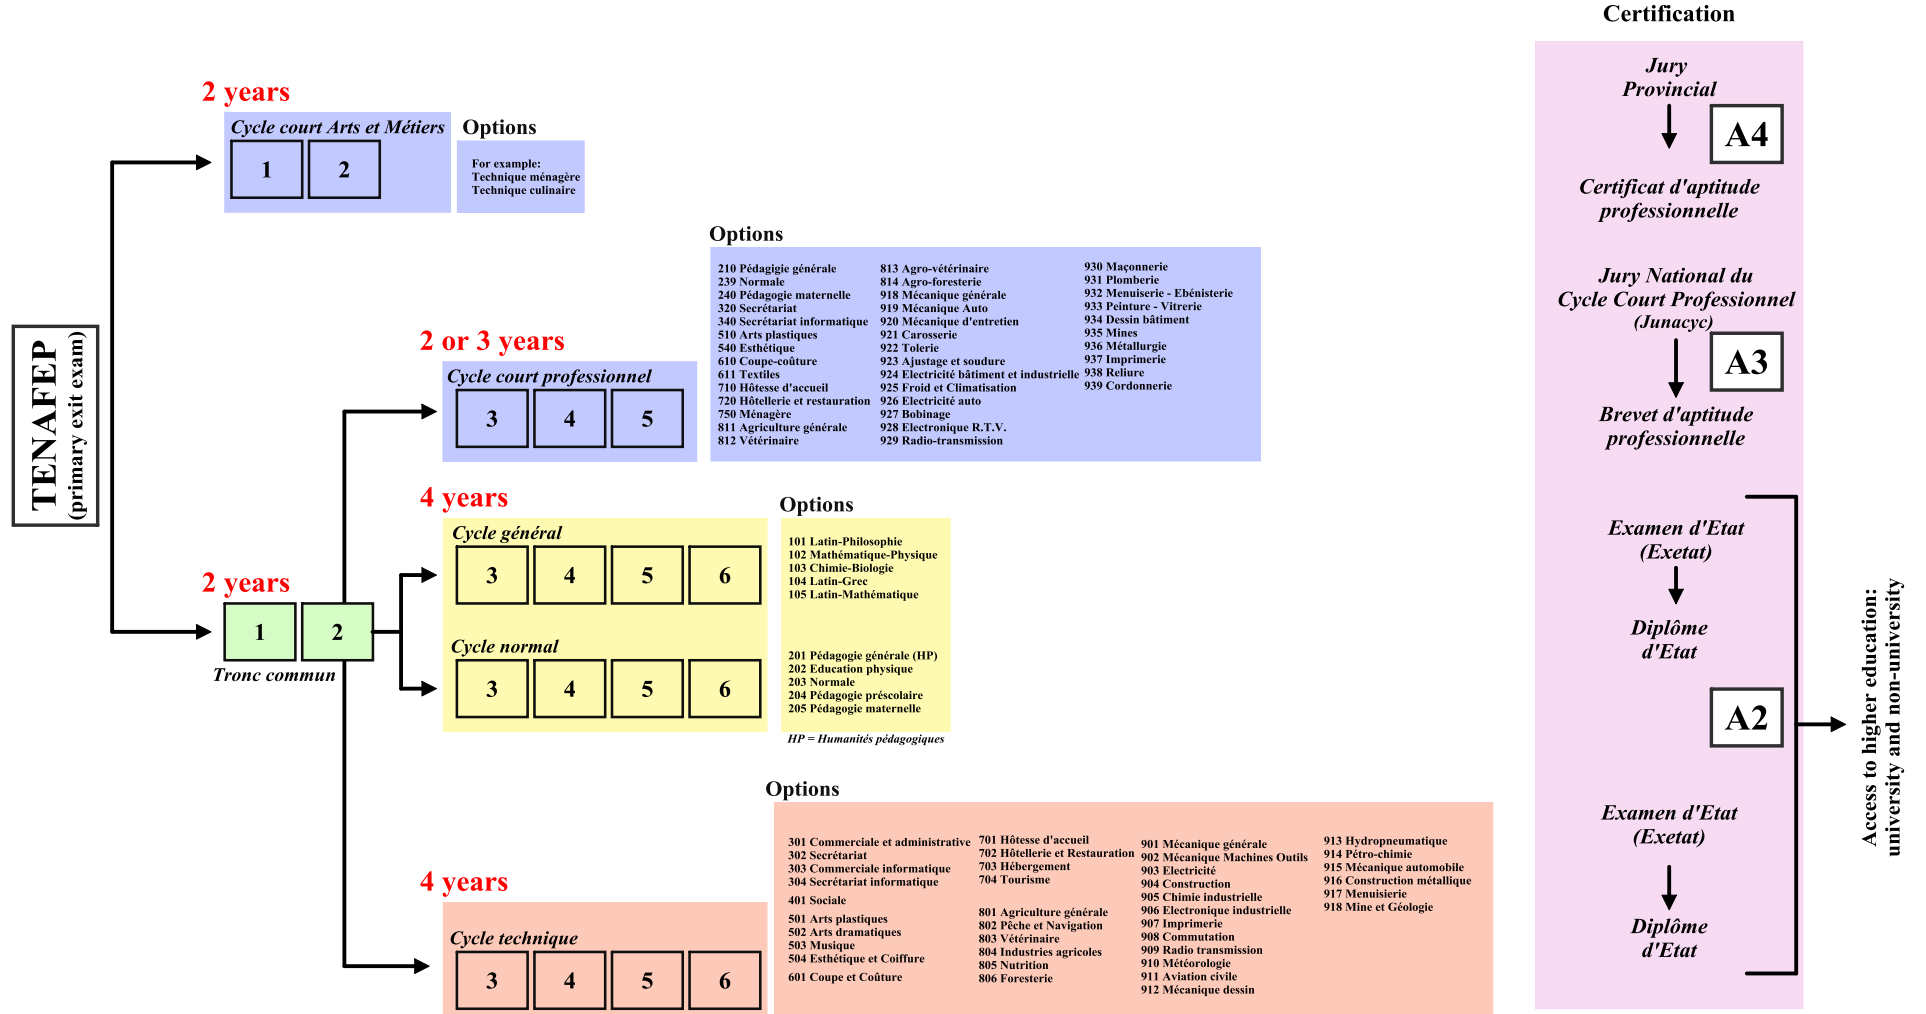 Certification
Jury
Provincial
A4
Certificat d'aptitude
professionnelle
Jury National du
Cycle Court Professionnel
(Junacyc)
A3
Brevet d'aptitude
professionnelle
Examen d'Etat
(Exetat)
Diplôme
d'Etat
A2
Examen d'Etat
(Exetat)
Diplôme
d'Etat
Access to higher education:
university and non-university
TENAFEP
(primary exit exam)
2 years
Cycle court Arts et Métiers
1
2
Options
For example:
Technique ménagère
Technique culinaire
2 years
1
2
Tronc commun
2 or 3 years
Cycle court professionnel
3
4
5
Options
210 Pédagigie générale
239 Normale
240 Pédagogie maternelle
320 Secrétariat
340 Secrétariat informatique
510 Arts plastiques
540 Esthétique
610 Coupe-coûture
611 Textiles
710 Hôtesse d'accueil
720 Hôtellerie et restauration
750 Ménagère
811 Agriculture générale
812 Vétérinaire
813 Agro-vétérinaire
814 Agro-foresterie
918 Mécanique générale
919 Mécanique Auto
920 Mécanique d'entretien
921 Carosserie
922 Tolerie
923 Ajustage et soudure
924 Electricité bâtiment et industrielle
925 Froid et Climatisation
926 Electricité auto
927 Bobinage
928 Electronique R.T.V.
929 Radio-transmission
930 Maçonnerie
931 Plomberie
932 Menuiserie - Ebénisterie
933 Peinture - Vitrerie
934 Dessin bâtiment
935 Mines
936 Métallurgie
937 Imprimerie
938 Reliure
939 Cordonnerie
4 years
Cycle général
3
4
5
6
Cycle normal
3
4
5
6
Options
101 Latin-Philosophie
102 Mathématique-Physique
103 Chimie-Biologie
104 Latin-Grec
105 Latin-Mathématique
201 Pédagogie générale (HP)
202 Education physique
203 Normale
204 Pédagogie préscolaire
205 Pédagogie maternelle
HP = Humanités pédagogiques
4 years
Cycle technique
3
4
5
6
Options
301 Commerciale et administrative
302 Secrétariat
303 Commerciale informatique
304 Secrétariat informatique
401 Sociale
501 Arts plastiques
502 Arts dramatiques
503 Musique
504 Esthétique et Coiffure
601 Coupe et Coûture
701 Hôtesse d'accueil
702 Hôtellerie et Restauration
703 Hébergement
704 Tourisme
801 Agriculture générale
802 Pêche et Navigation
803 Vétérinaire
804 Industries agricoles
805 Nutrition
806 Foresterie
901 Mécanique générale
902 Mécanique Machines Outils
903 Electricité
904 Construction
905 Chimie industrielle
906 Electronique industrielle
907 Imprimerie
908 Commutation
909 Radio transmission
910 Météorologie
911 Aviation civile
912 Mécanique dessin
913 Hydropneumatique
914 Pétro-chimie
915 Mécanique automobile
916 Construction métallique
917 Menuisierie
918 Mine et Géologie